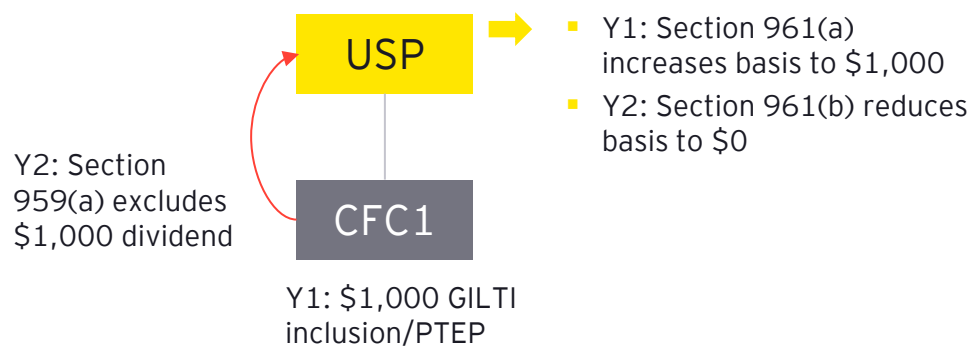 USP
Y1: Section 961(a)
increases basis to $1,000
Y2: Section 961(b) reduces
basis to $0
Y2: Section
959(a) excludes
$1,000 dividend
CFC1
Y1: $1,000 GILTI
inclusion/PTEP